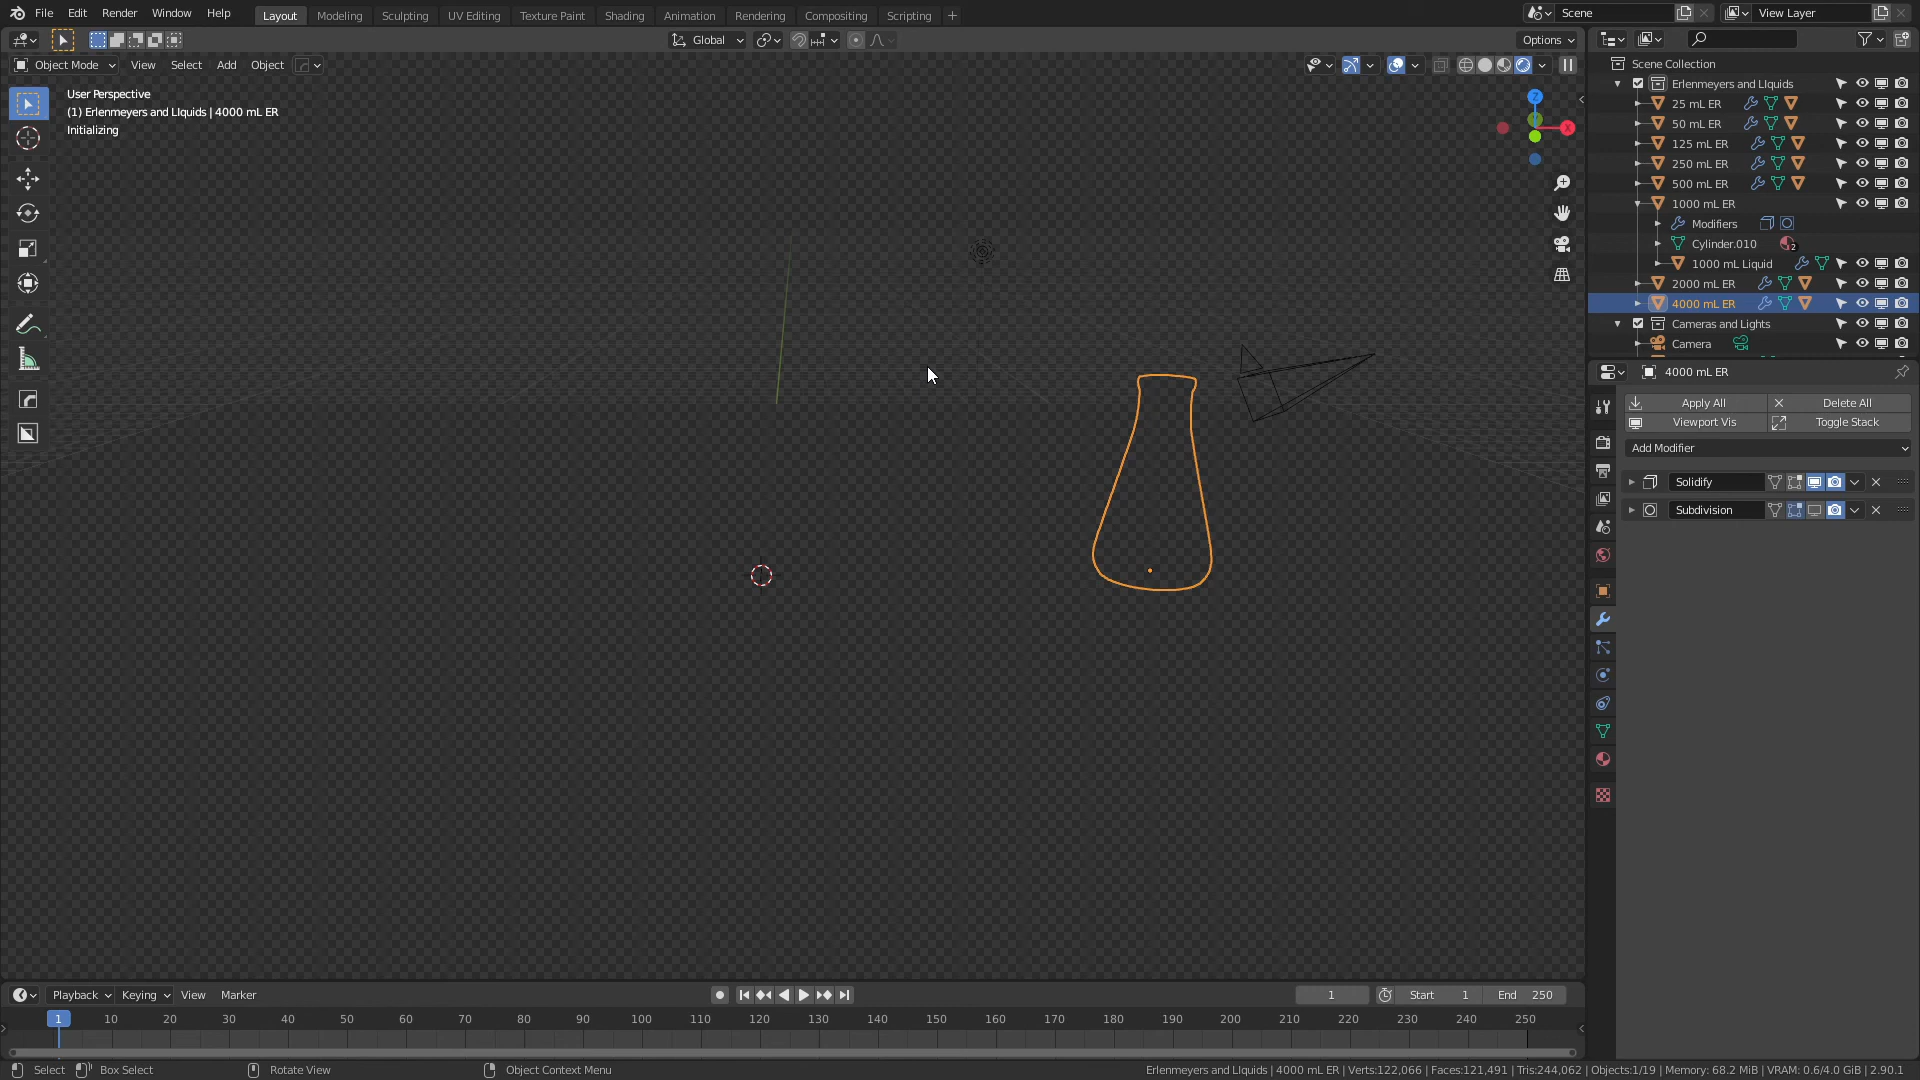 File Edit Render Window Help
Layout Modeling Sculpting UV Editing Texture Paint Shading Animation Rendering Compositing Scripting
Scene
View Layer
Global
Options
Object Mode View Select Add Object
User Perspective
(1) Erlenmeyers and LIquids | 4000 mL ER
Initializing
Z
X
Scene Collection
Erlenmeyers and LIquids
25 mL ER
50 mL ER
125 mL ER
250 mL ER
500 mL ER
1000 mL ER
Modifiers
Cylinder.010 2
1000 mL Liquid
2000 mL ER
4000 mL ER
Cameras and Lights
Camera
4000 mL ER
Apply All Delete All
Viewport Vis Toggle Stack
Add Modifier
Solidify
Subdivision
Playback Keying View Marker
1 Start 1 End 250
1 10 20 30 40 50 60 70 80 90 100 110 120 130 140 150 160 170 180 190 200 210 220 230 240 250
Select Box Select Rotate View Object Context Menu
Erlenmeyers and LIquids | 4000 mL ER | Verts:122,066 | Faces:121,491 | Tris:244,062 | Objects:1/19 | Memory: 68.2 MiB | VRAM: 0.6/4.0 GiB | 2.90.1